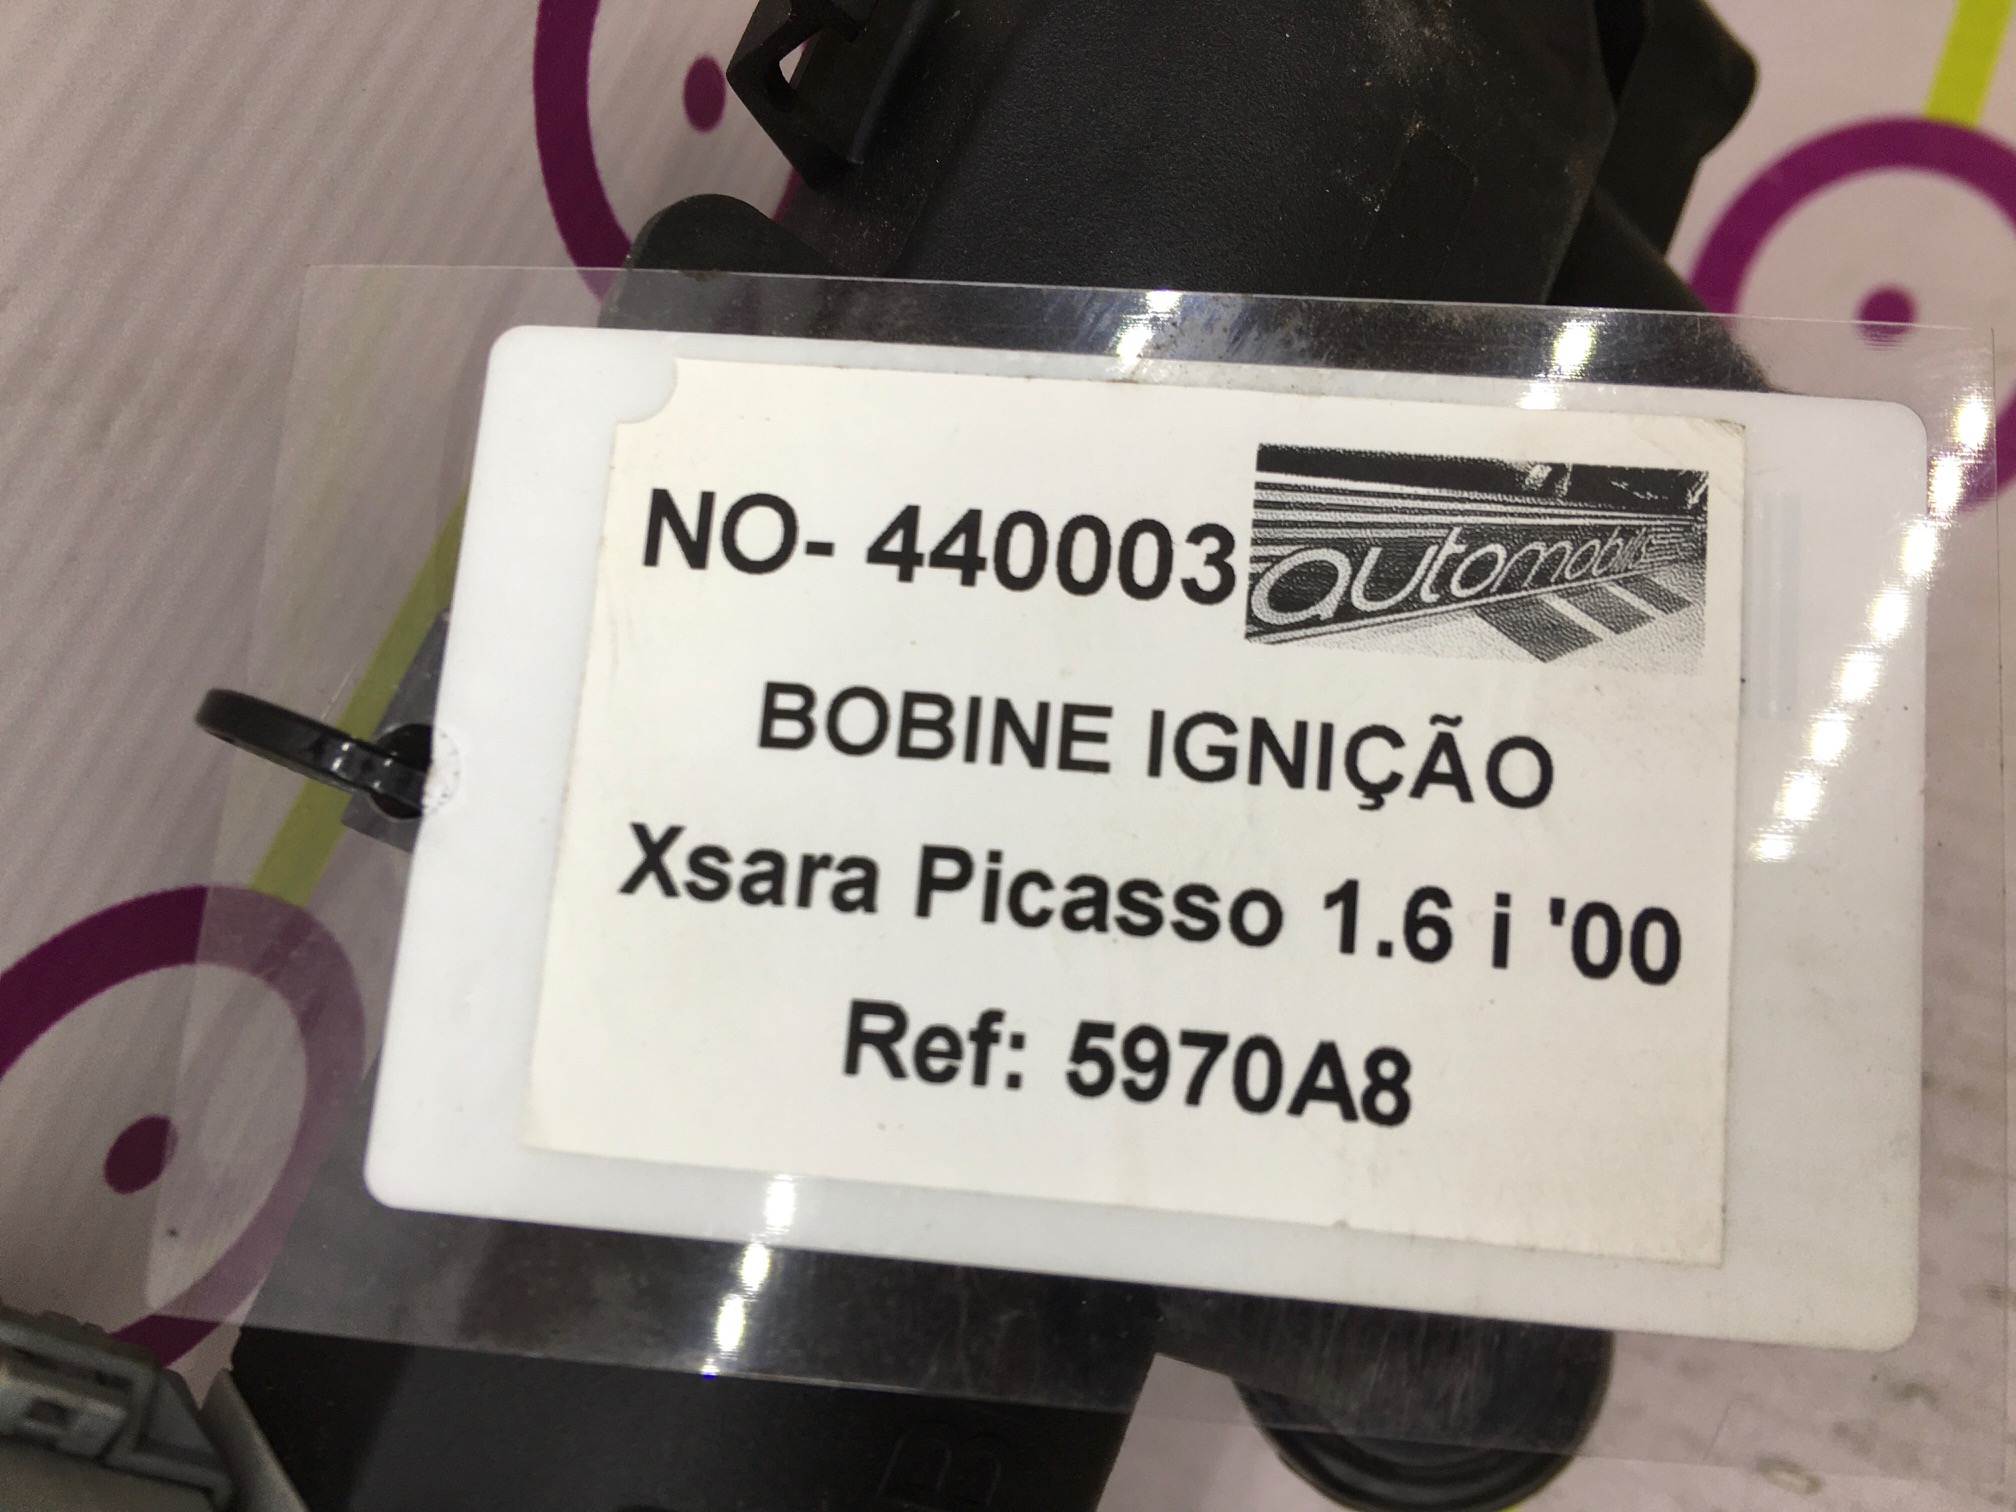 NO- 440003
automobile
BOBINE IGNIÇÃO
Xsara Picasso 1.6 i '00
Ref: 5970A8
B